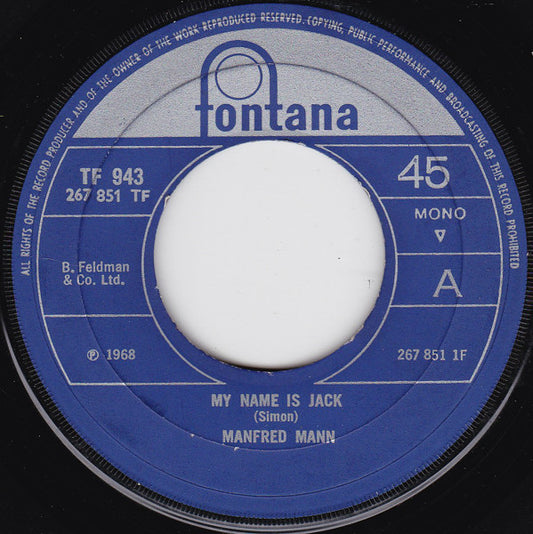 ALL RIGHTS OF THE RECORD PRODUCER AND OF THE OWNER OF THE WORK REPRODUCED RESERVED. COPYING, PUBLIC PERFORMANCE AND BROADCASTING OF THIS RECORD PROHIBITED
fontana
TF 943
267 851 TF
45
MONO
B. Feldman
& Co. Ltd.
A
℗ 1968
267 851 1F
MY NAME IS JACK
(Simon)
MANFRED MANN